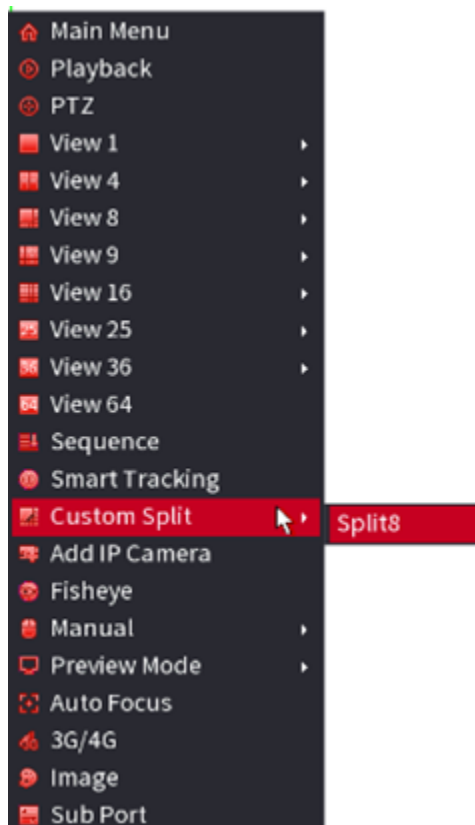 Main Menu
Playback
PTZ
View 1
View 4
View 8
View 9
View 16
View 25
View 36
View 64
Sequence
Smart Tracking
Custom Split
Split8
Add IP Camera
Fisheye
Manual
Preview Mode
Auto Focus
3G/4G
Image
Sub Port